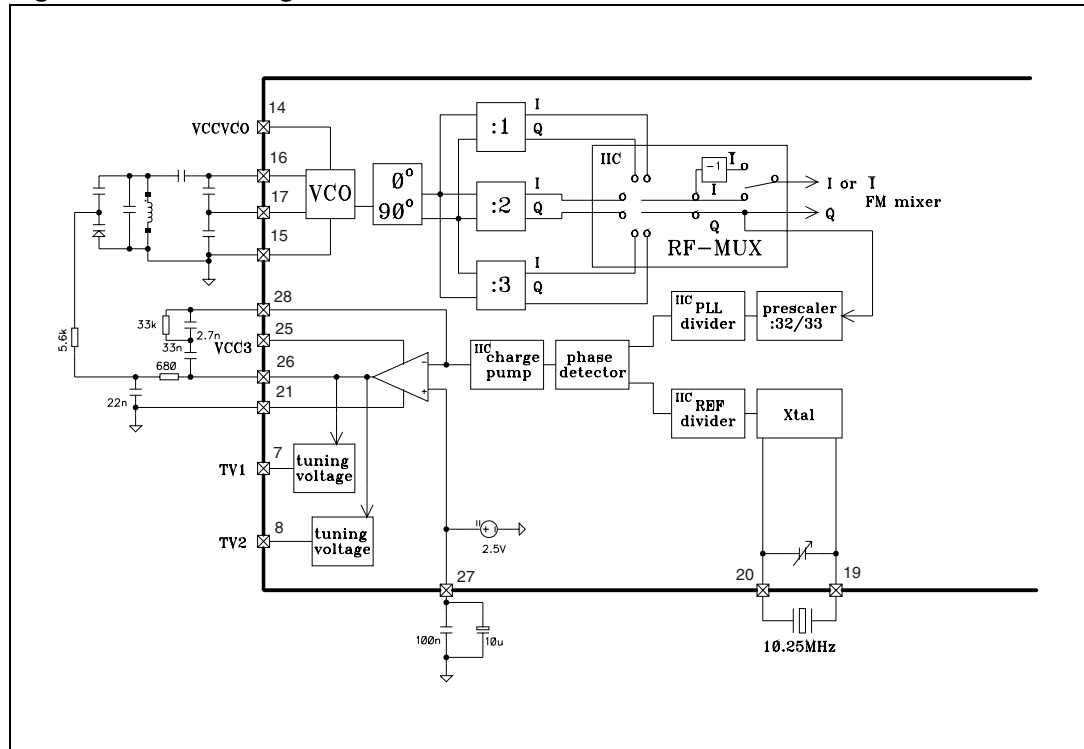 14
VCCVCO
16
17
15
VCO
0°
90°
:1
I
Q
:2
I
Q
:3
I
Q
IIC
-1
Ī
I
Q
RF-MUX
I or Ī
FM mixer
Q
28
33k
2.7n
25
VCC3
33n
26
680
5.6k
21
22n
-
+
IIC charge
pump
phase
detector
IIC PLL
divider
prescaler
:32/33
IIC REF
divider
Xtal
7
TV1
tuning
voltage
8
TV2
tuning
voltage
2.5V
27
100n
10u
20
19
10.25MHz